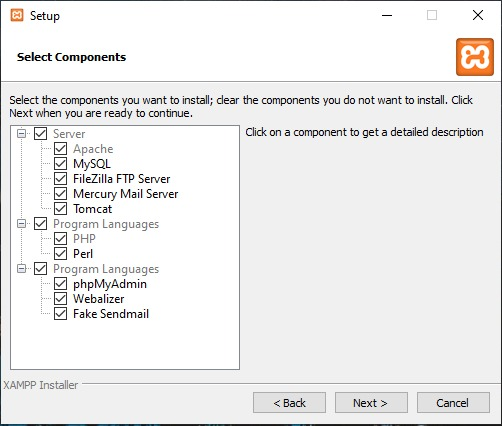 Setup
Select Components
Select the components you want to install; clear the components you do not want to install. Click
Next when you are ready to continue.
Server
Apache
MySQL
FileZilla FTP Server
Mercury Mail Server
Tomcat
Program Languages
PHP
Perl
Program Languages
phpMyAdmin
Webalizer
Fake Sendmail
Click on a component to get a detailed description
XAMPP Installer
< Back
Next >
Cancel